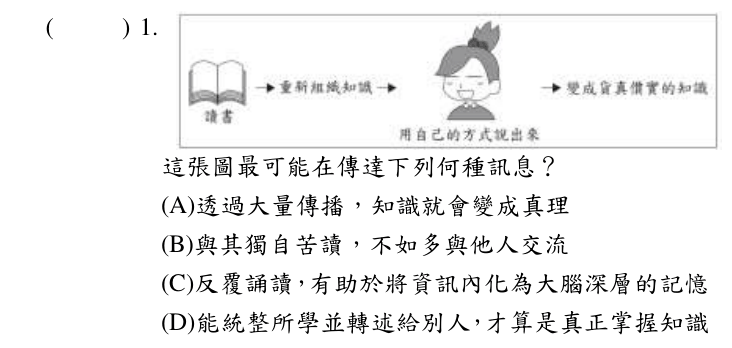 (　　　) 1.
讀書 → 重新組織知識 → 用自己的方式說出來 → 變成貨真價實的知識
這張圖最可能在傳達下列何種訊息？
(A)透過大量傳播，知識就會變成真理
(B)與其獨自苦讀，不如多與他人交流
(C)反覆誦讀，有助於將資訊內化為大腦深層的記憶
(D)能統整所學並轉述給別人，才算是真正掌握知識